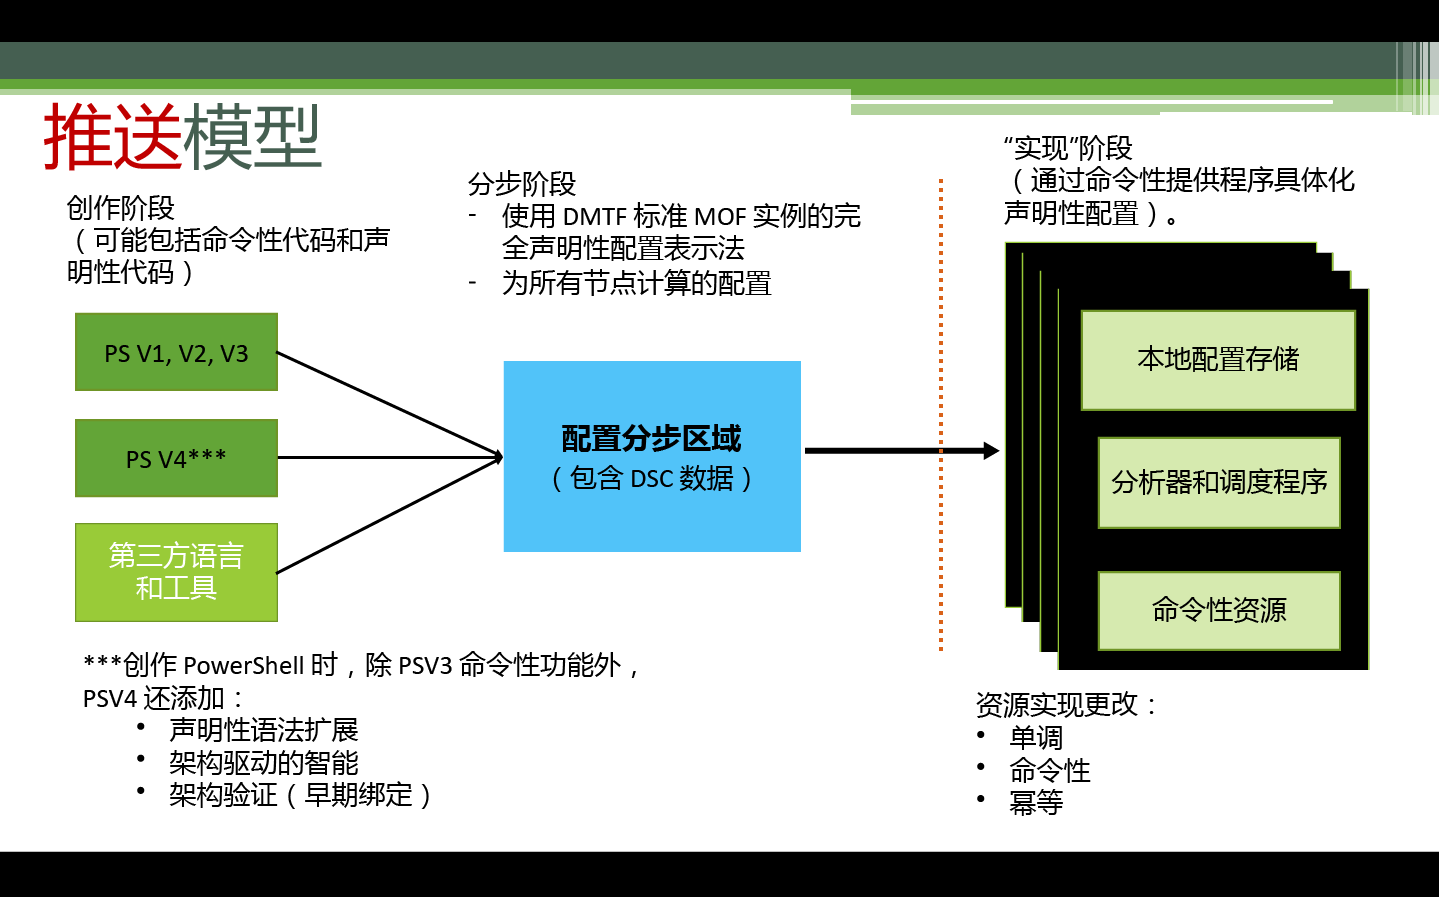 推送模型
创作阶段
（可能包括命令性代码和声
明性代码）
PS V1, V2, V3
PS V4***
第三方语言
和工具
分步阶段
- 使用 DMTF 标准 MOF 实例的完
全声明性配置表示法
- 为所有节点计算的配置
配置分步区域
（包含 DSC 数据）
“实现”阶段
（通过命令性提供程序具体化
声明性配置）。
本地配置存储
分析器和调度程序
命令性资源
***创作 PowerShell 时，除 PSV3 命令性功能外，
PSV4 还添加：
• 声明性语法扩展
• 架构驱动的智能
• 架构验证（早期绑定）
资源实现更改：
• 单调
• 命令性
• 幂等